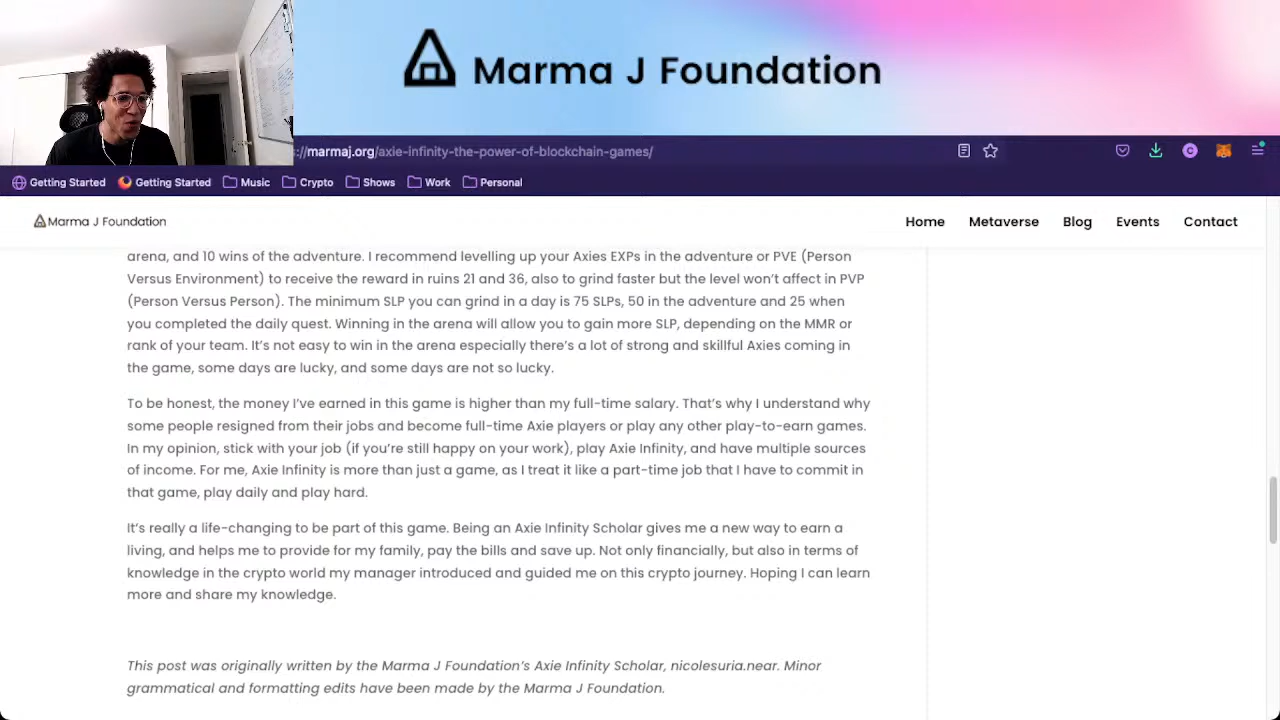 Marma J Foundation
://marmaj.org/axie-infinity-the-power-of-blockchain-games/
Getting Started
Getting Started
Music
Crypto
Shows
Work
Personal
Marma J Foundation
Home
Metaverse
Blog
Events
Contact
arena, and 10 wins of the adventure. I recommend levelling up your Axies EXPs in the adventure or PVE (Person
Versus Environment) to receive the reward in ruins 21 and 36, also to grind faster but the level won't affect in PVP
(Person Versus Person). The minimum SLP you can grind in a day is 75 SLPs, 50 in the adventure and 25 when
you completed the daily quest. Winning in the arena will allow you to gain more SLP, depending on the MMR or
rank of your team. It's not easy to win in the arena especially there's a lot of strong and skillful Axies coming in
the game, some days are lucky, and some days are not so lucky.
To be honest, the money I've earned in this game is higher than my full-time salary. That's why I understand why
some people resigned from their jobs and become full-time Axie players or play any other play-to-earn games.
In my opinion, stick with your job (if you're still happy on your work), play Axie Infinity, and have multiple sources
of income. For me, Axie Infinity is more than just a game, as I treat it like a part-time job that I have to commit in
that game, play daily and play hard.
It's really a life-changing to be part of this game. Being an Axie Infinity Scholar gives me a new way to earn a
living, and helps me to provide for my family, pay the bills and save up. Not only financially, but also in terms of
knowledge in the crypto world my manager introduced and guided me on this crypto journey. Hoping I can learn
more and share my knowledge.
This post was originally written by the Marma J Foundation's Axie Infinity Scholar, nicolesuria.near. Minor
grammatical and formatting edits have been made by the Marma J Foundation.